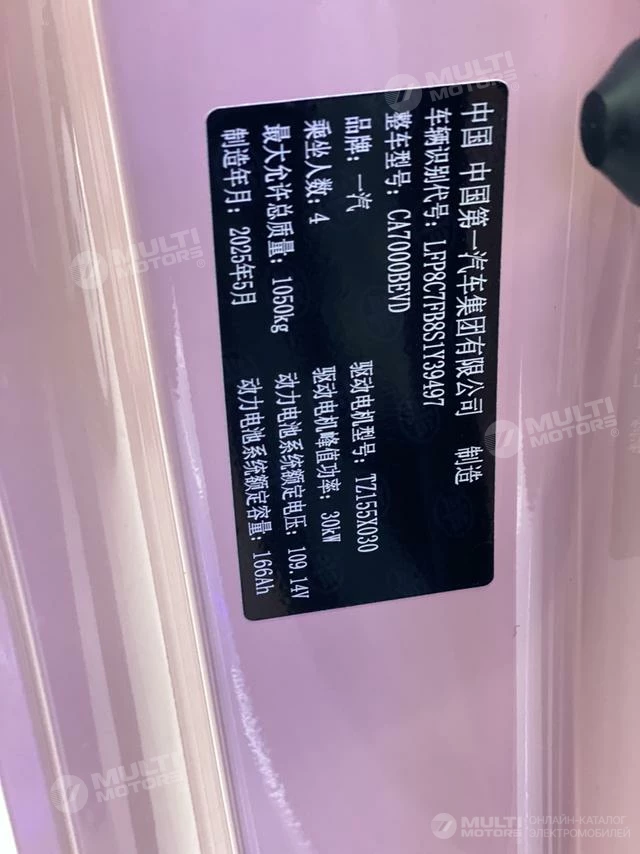 中国 中国第一汽车集团有限公司 制造
车辆识别代号: LFP8C7FB8S1Y39497
整车型号: CA7000BEVD
品牌: 一汽
驱动电机型号: TZ155X030
乘坐人数: 4
驱动电机峰值功率: 30kW
最大允许总质量: 1050kg
动力电池系统额定电压: 109.14V
制造年月: 2025年5月
动力电池系统额定容量: 166Ah
MULTI MOTORS
MULTI MOTORS
MULTI MOTORS
MULTI MOTORS
MULTI MOTORS
ОНЛАЙН-КАТАЛОГ
ЭЛЕКТРОМОБИЛЕЙ